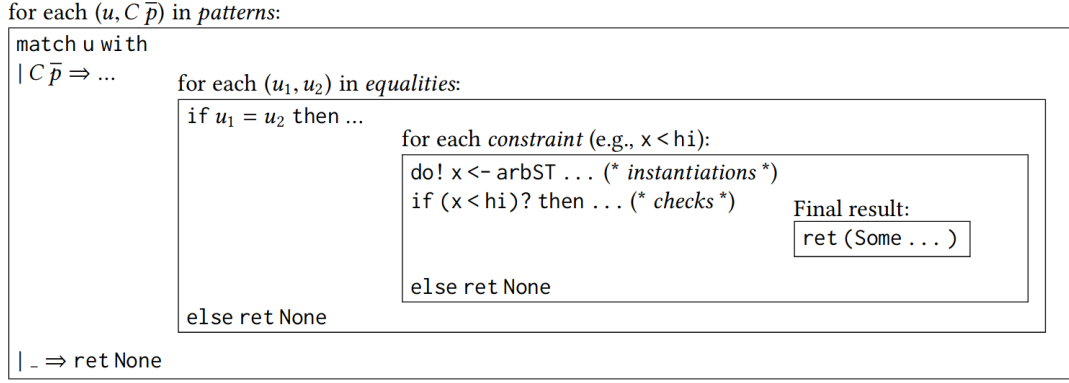 for each (u, C p̅) in patterns:
match u with
| C p̅ ⇒ ...
for each (u₁, u₂) in equalities:
if u₁ = u₂ then ...
for each constraint (e.g., x < hi):
do! x <- arbST ... (* instantiations *)
if (x < hi)? then ... (* checks *)
Final result:
ret (Some ... )
else ret None
else ret None
| _ ⇒ ret None